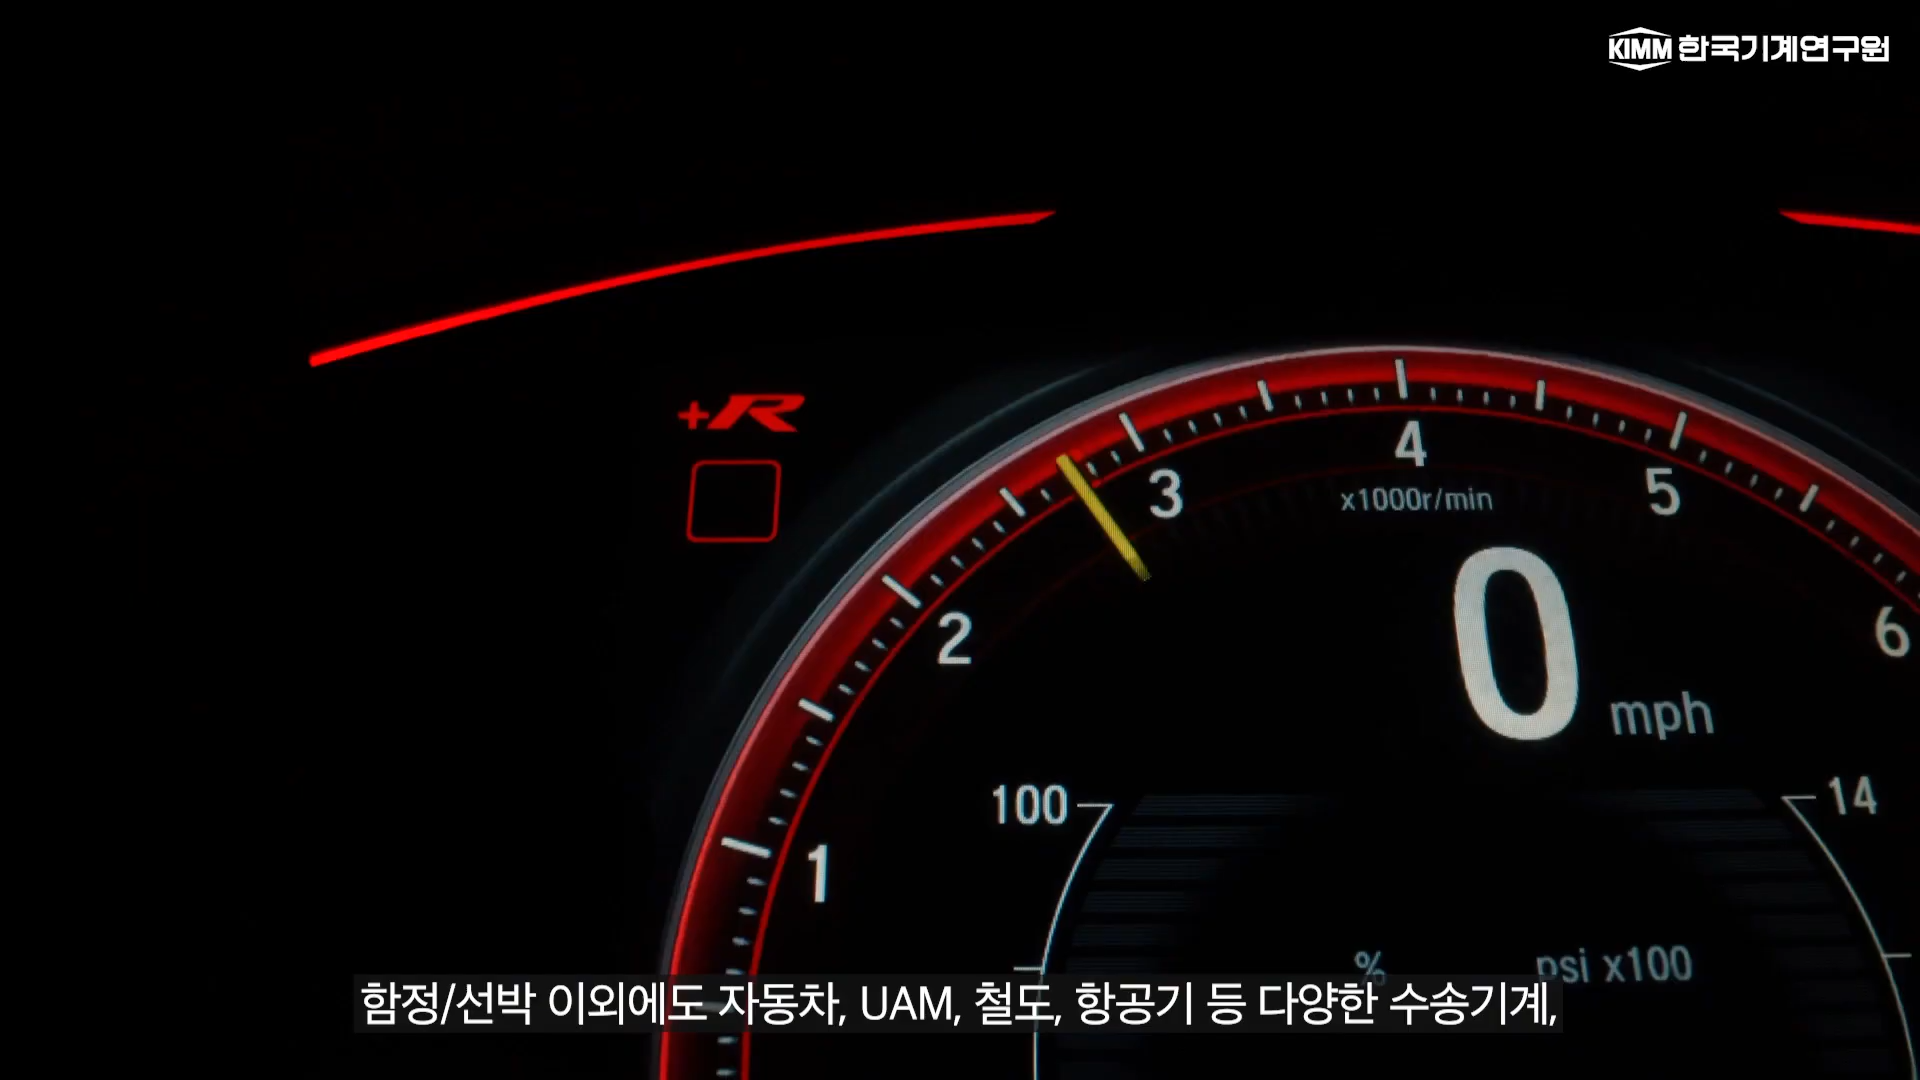 KIMM 한국기계연구원
+R
4
3
5
x1000r/min
2
0
6
mph
100
14
1
%
psi x100
함정/선박 이외에도 자동차, UAM, 철도, 항공기 등 다양한 수송기계,